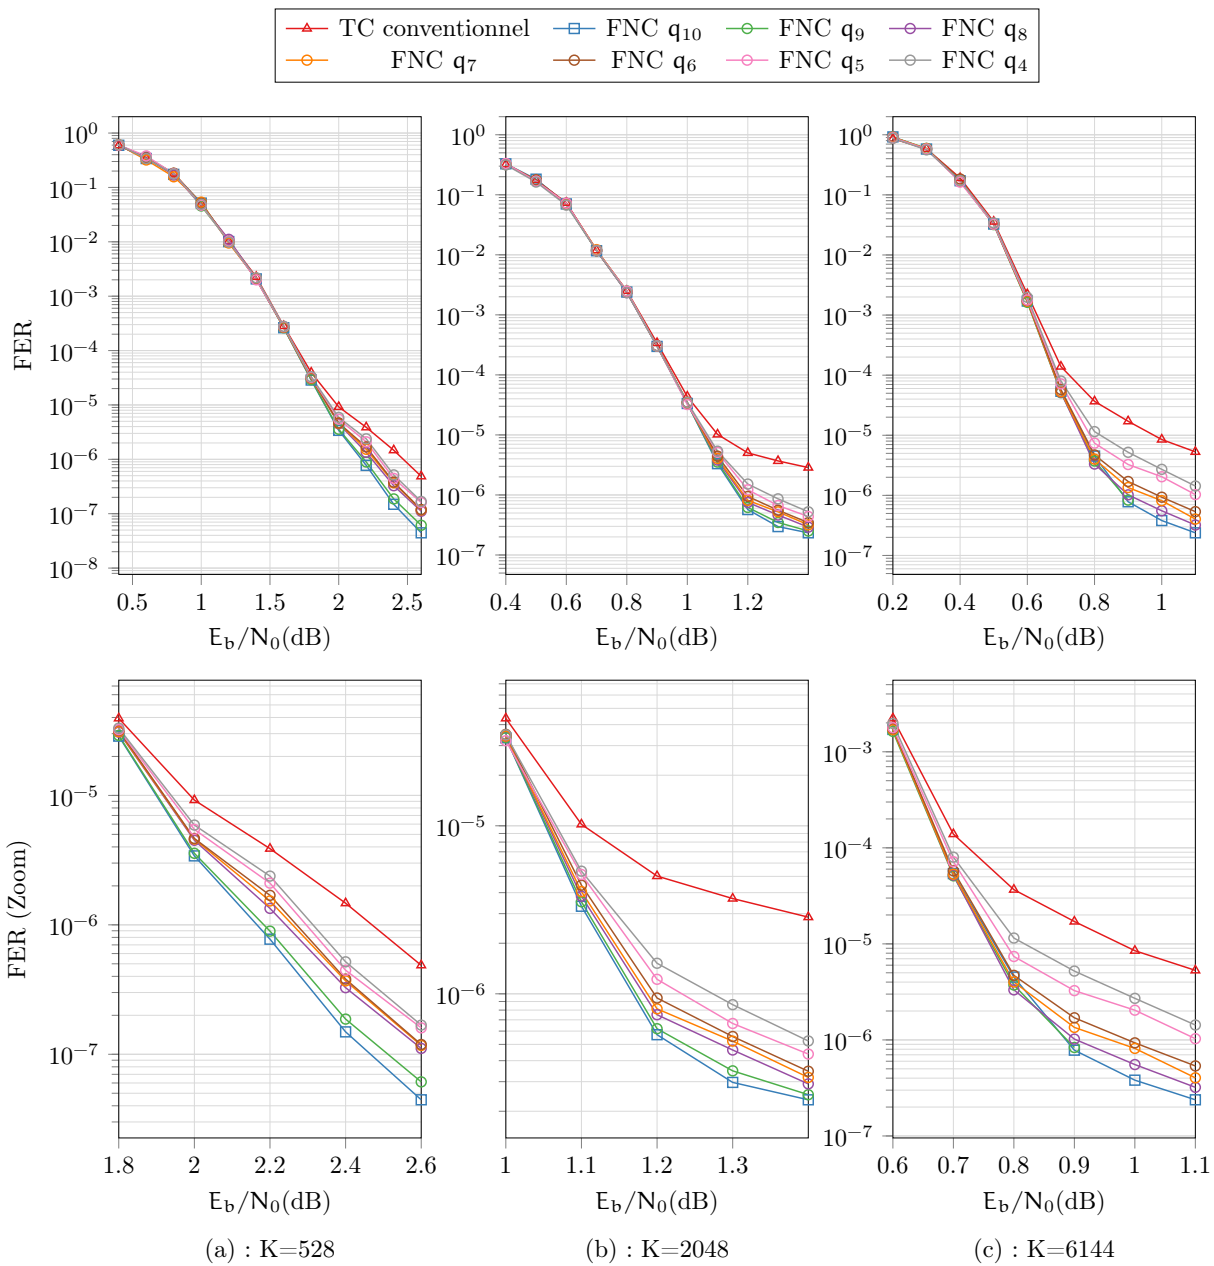 TC conventionnel FNC q10 FNC q9 FNC q8
FNC q7 FNC q6 FNC q5 FNC q4
FER
10^0
10^-1
10^-2
10^-3
10^-4
10^-5
10^-6
10^-7
10^-8
0.5 1 1.5 2 2.5
Eb/N0(dB)
10^0
10^-1
10^-2
10^-3
10^-4
10^-5
10^-6
10^-7
0.4 0.6 0.8 1 1.2
Eb/N0(dB)
10^0
10^-1
10^-2
10^-3
10^-4
10^-5
10^-6
10^-7
0.2 0.4 0.6 0.8 1
Eb/N0(dB)
FER (Zoom)
10^-5
10^-6
10^-7
1.8 2 2.2 2.4 2.6
Eb/N0(dB)
(a) : K=528
10^-5
10^-6
1 1.1 1.2 1.3
Eb/N0(dB)
(b) : K=2048
10^-3
10^-4
10^-5
10^-6
10^-7
0.6 0.7 0.8 0.9 1 1.1
Eb/N0(dB)
(c) : K=6144